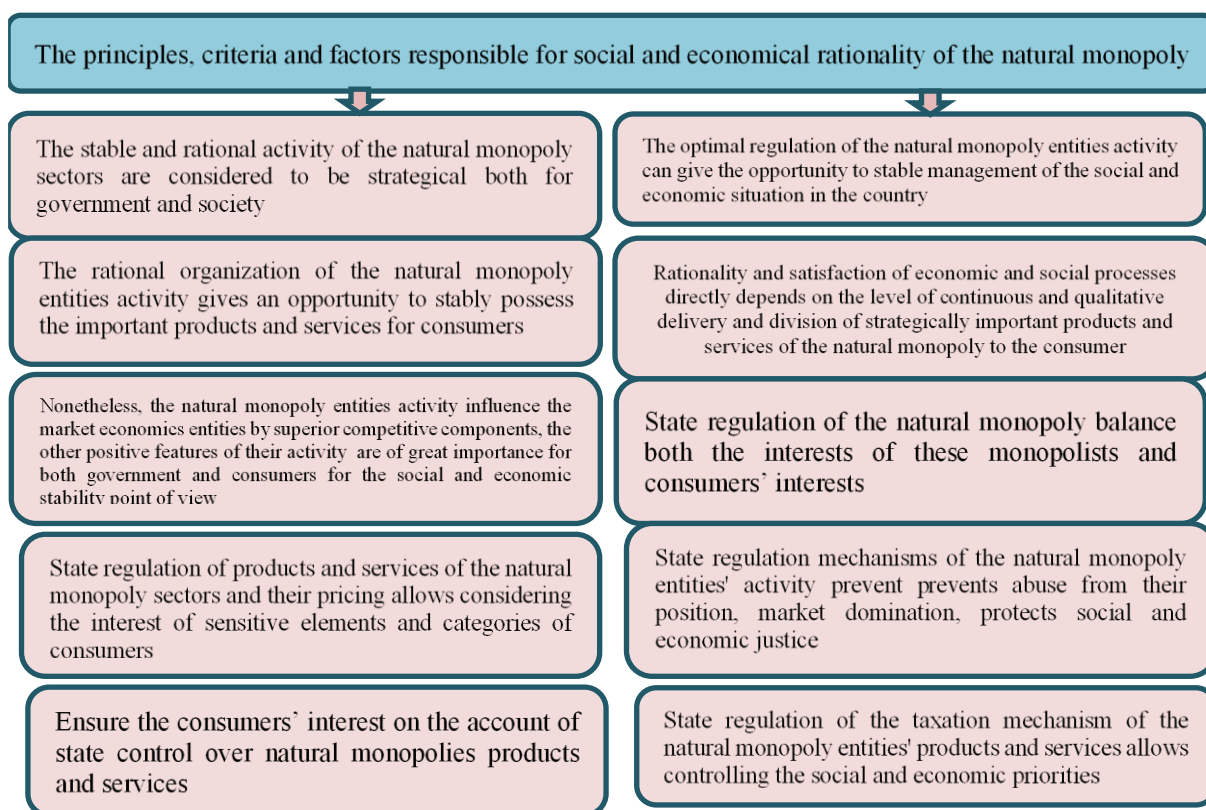 The principles, criteria and factors responsible for social and economical rationality of the natural monopoly
The stable and rational activity of the natural monopoly
sectors are considered to be strategical both for
government and society
The rational organization of the natural monopoly
entities activity gives an opportunity to stably possess
the important products and services for consumers
Nonetheless, the natural monopoly entities activity influence the
market economics entities by superior competitive components, the
other positive features of their activity are of great importance for
both government and consumers for the social and economic
stability point of view
State regulation of products and services of the natural
monopoly sectors and their pricing allows considering
the interest of sensitive elements and categories of
consumers
Ensure the consumers’ interest on the account of
state control over natural monopolies products
and services
The optimal regulation of the natural monopoly entities activity
can give the opportunity to stable management of the social and
economic situation in the country
Rationality and satisfaction of economic and social processes
directly depends on the level of continuous and qualitative
delivery and division of strategically important products and
services of the natural monopoly to the consumer
State regulation of the natural monopoly balance
both the interests of these monopolists and
consumers’ interests
State regulation mechanisms of the natural monopoly
entities' activity prevent prevents abuse from their
position, market domination, protects social and
economic justice
State regulation of the taxation mechanism of the
natural monopoly entities' products and services allows
controlling the social and economic priorities